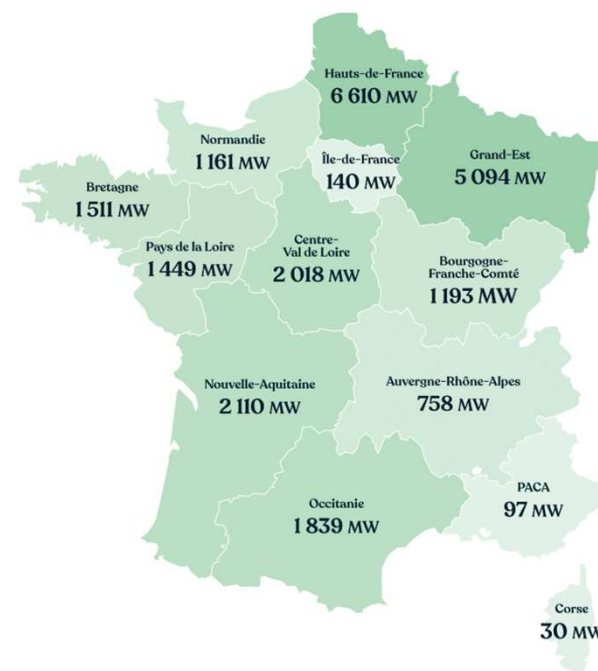 Hauts-de-France
6 610 MW
Normandie
1 161 MW
Île-de-France
140 MW
Grand-Est
5 094 MW
Bretagne
1 511 MW
Pays de la Loire
1 449 MW
Centre-
Val de Loire
2 018 MW
Bourgogne-
Franche-Comté
1 193 MW
Nouvelle-Aquitaine
2 110 MW
Auvergne-Rhône-Alpes
758 MW
Occitanie
1 839 MW
PACA
97 MW
Corse
30 MW